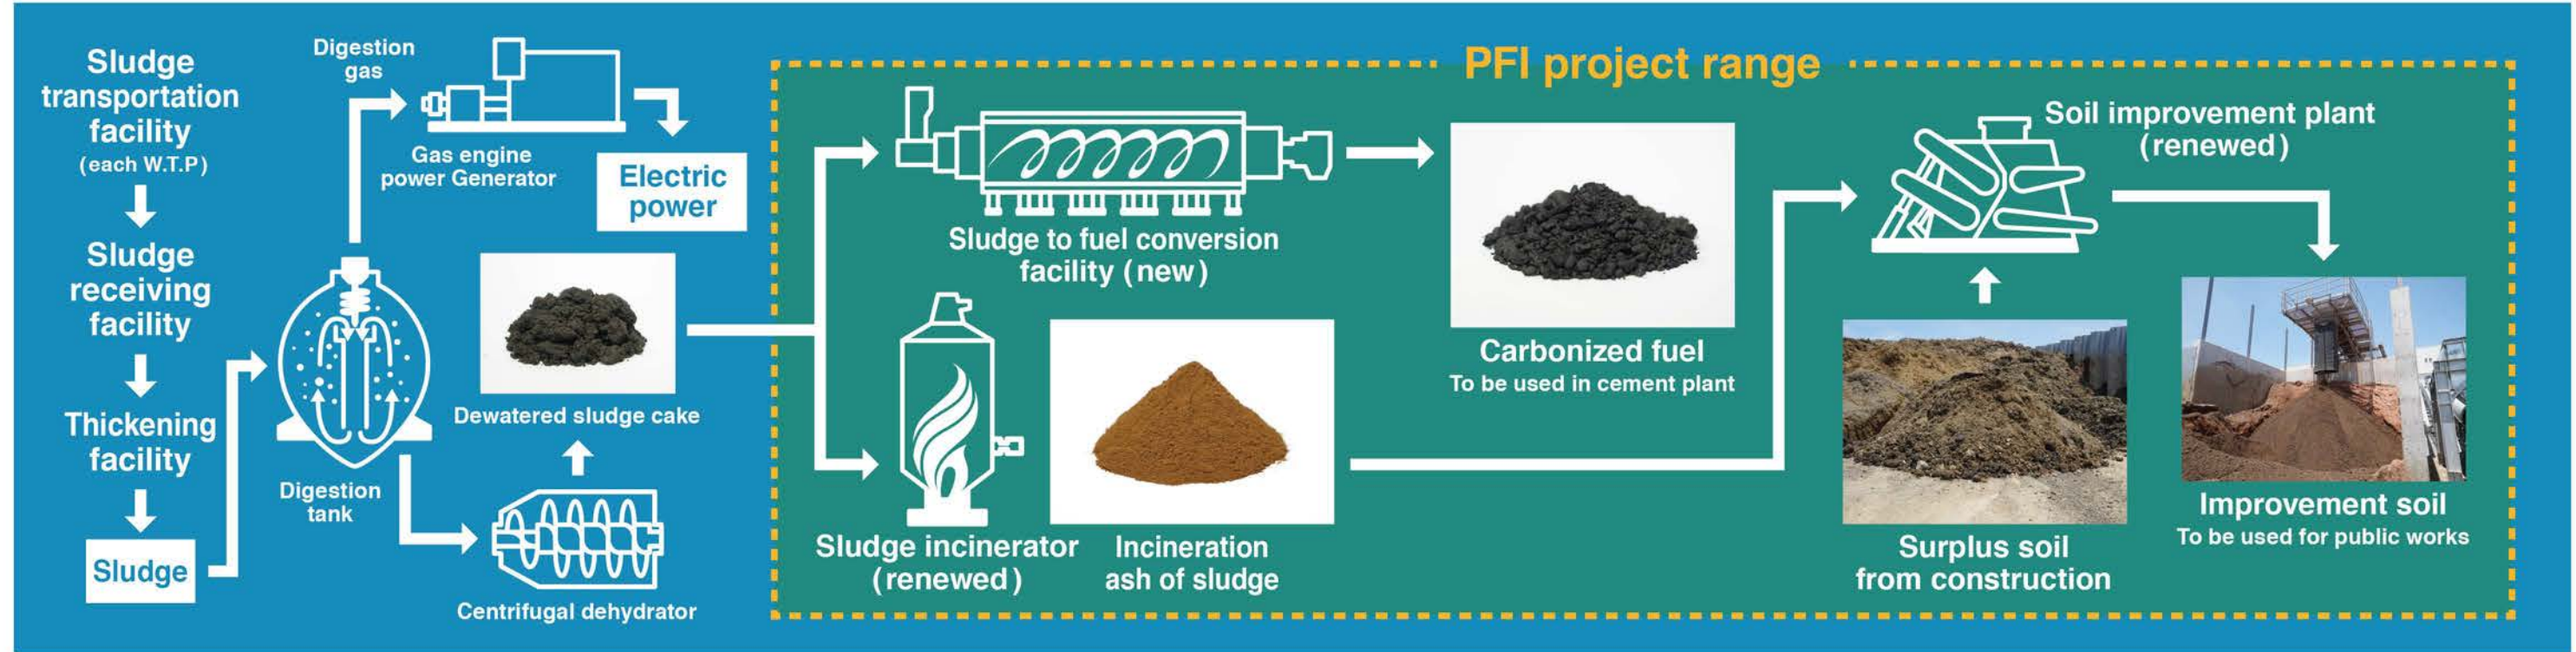 Sludge
transportation
facility
(each W.T.P)
Sludge
receiving
facility
Thickening
facility
Sludge
Digestion
gas
Gas engine
power Generator
Electric
power
Digestion
tank
Dewatered sludge cake
Centrifugal dehydrator
PFI project range
Sludge to fuel conversion
facility (new)
Carbonized fuel
To be used in cement plant
Sludge incinerator
(renewed)
Incineration
ash of sludge
Soil improvement plant
(renewed)
Surplus soil
from construction
Improvement soil
To be used for public works